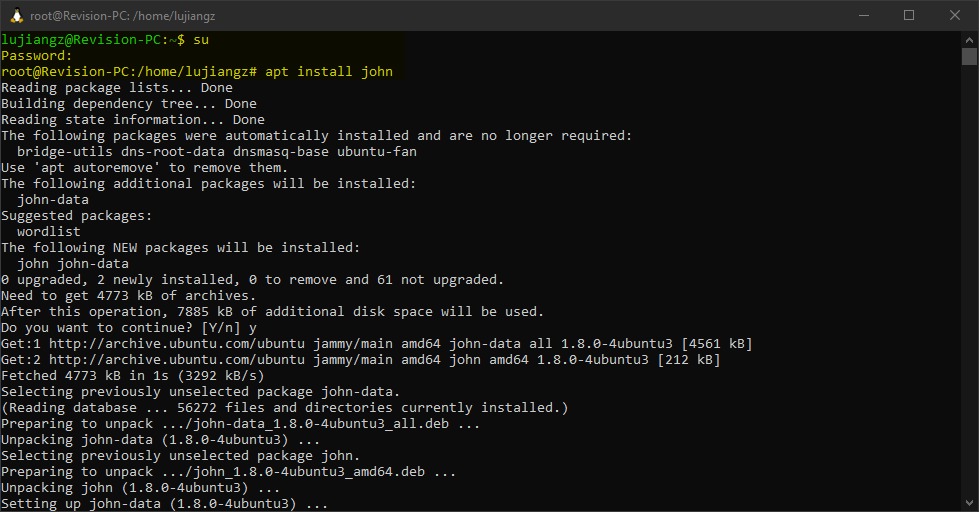 root@Revision-PC: /home/lujiangz
lujiangz@Revision-PC:~$ su
Password:
root@Revision-PC:/home/lujiangz# apt install john
Reading package lists... Done
Building dependency tree... Done
Reading state information... Done
The following packages were automatically installed and are no longer required:
  bridge-utils dns-root-data dnsmasq-base ubuntu-fan
Use 'apt autoremove' to remove them.
The following additional packages will be installed:
  john-data
Suggested packages:
  wordlist
The following NEW packages will be installed:
  john john-data
0 upgraded, 2 newly installed, 0 to remove and 61 not upgraded.
Need to get 4773 kB of archives.
After this operation, 7885 kB of additional disk space will be used.
Do you want to continue? [Y/n] y
Get:1 http://archive.ubuntu.com/ubuntu jammy/main amd64 john-data all 1.8.0-4ubuntu3 [4561 kB]
Get:2 http://archive.ubuntu.com/ubuntu jammy/main amd64 john amd64 1.8.0-4ubuntu3 [212 kB]
Fetched 4773 kB in 1s (3292 kB/s)
Selecting previously unselected package john-data.
(Reading database ... 56272 files and directories currently installed.)
Preparing to unpack .../john-data_1.8.0-4ubuntu3_all.deb ...
Unpacking john-data (1.8.0-4ubuntu3) ...
Selecting previously unselected package john.
Preparing to unpack .../john_1.8.0-4ubuntu3_amd64.deb ...
Unpacking john (1.8.0-4ubuntu3) ...
Setting up john-data (1.8.0-4ubuntu3) ...